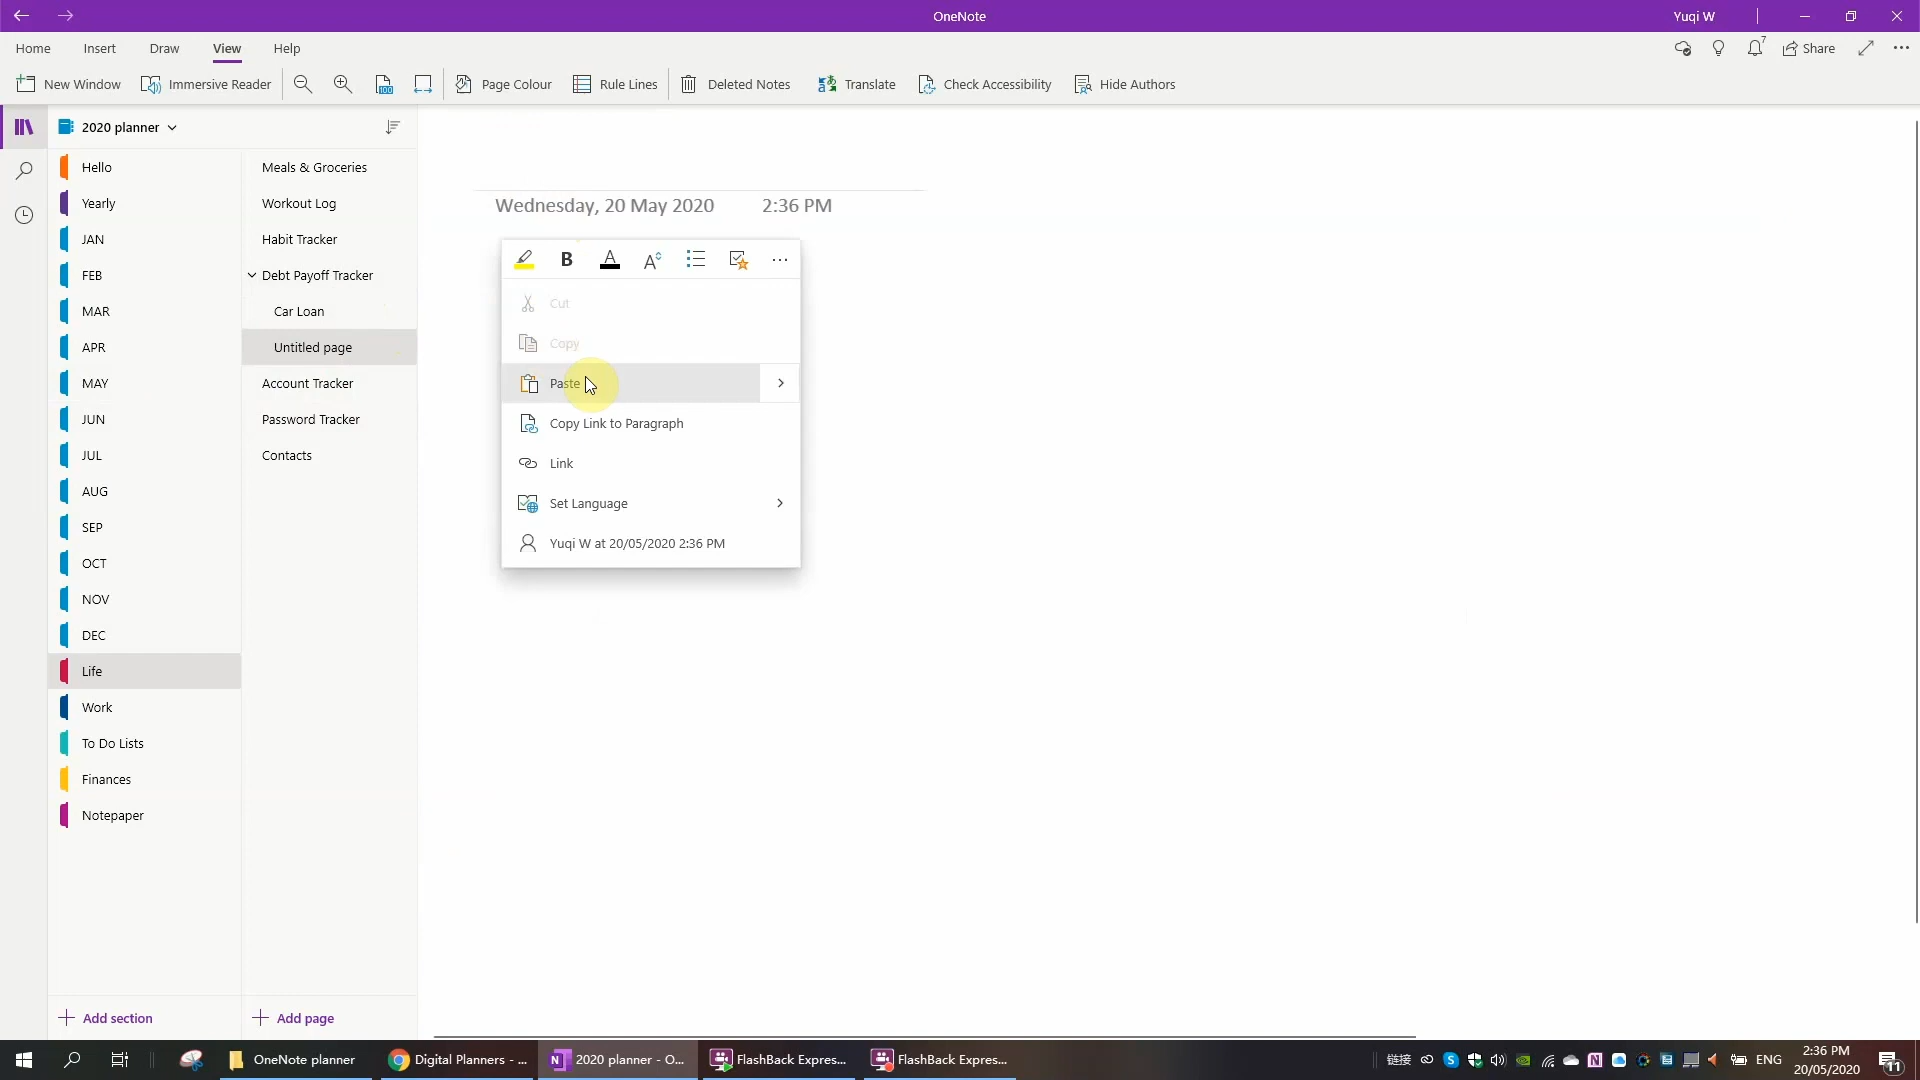 OneNote
Yuqi W
Home Insert Draw View Help
7 Share
New Window Immersive Reader 100 Page Colour Rule Lines Deleted Notes Translate Check Accessibility Hide Authors
2020 planner
Hello
Yearly
JAN
FEB
MAR
APR
MAY
JUN
JUL
AUG
SEP
OCT
NOV
DEC
Life
Work
To Do Lists
Finances
Notepaper
Add section
Meals & Groceries
Workout Log
Habit Tracker
Debt Payoff Tracker
Car Loan
Untitled page
Account Tracker
Password Tracker
Contacts
Add page
Wednesday, 20 May 2020 2:36 PM
B A A
Cut
Copy
Paste
Copy Link to Paragraph
Link
Set Language
Yuqi W at 20/05/2020 2:36 PM
OneNote planner Digital Planners - ... 2020 planner - O... FlashBack Expres... FlashBack Expres... 链接 ENG
2:36 PM
20/05/2020
11